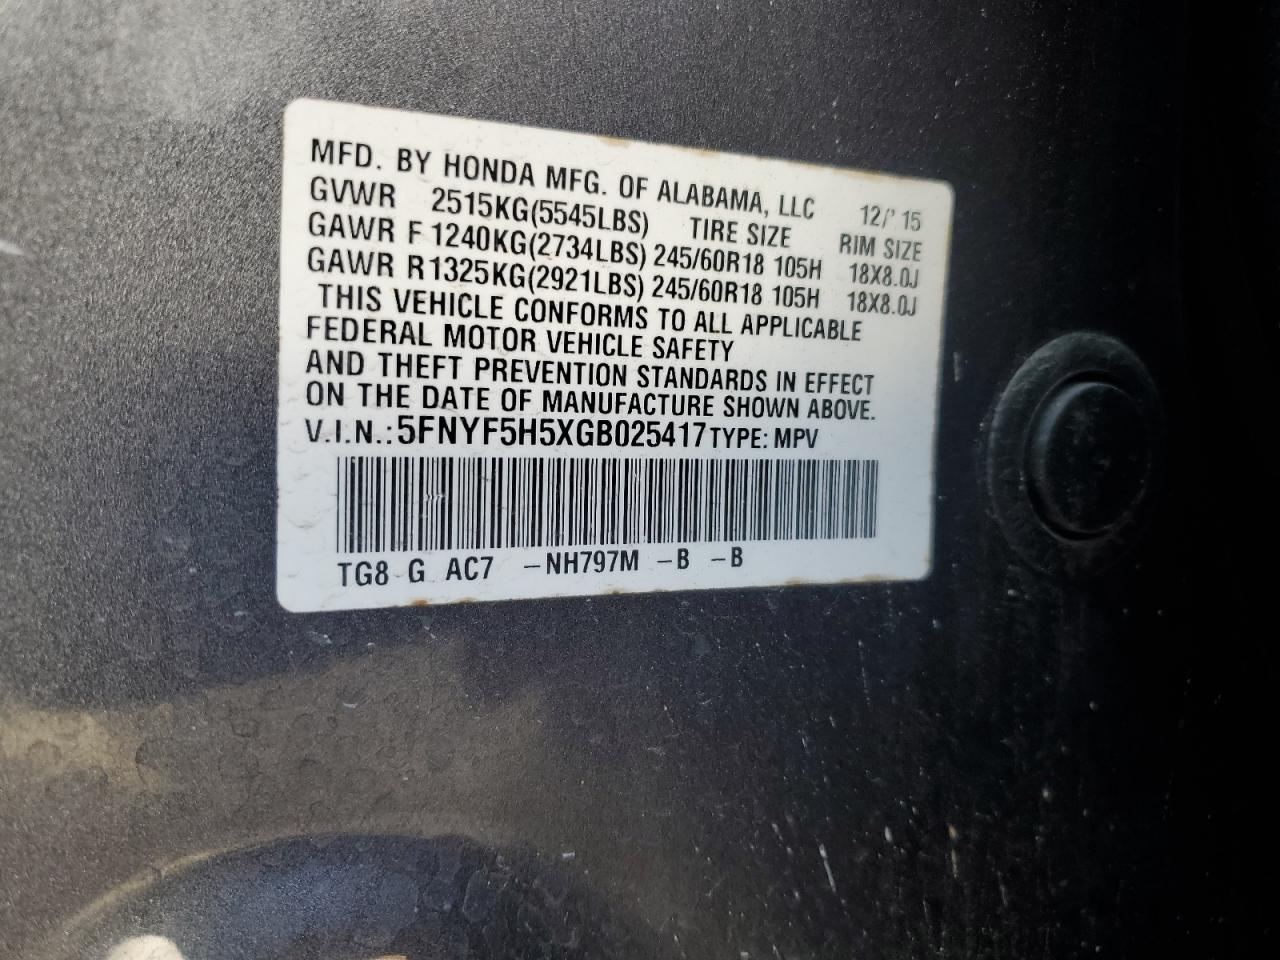 MFD. BY HONDA MFG. OF ALABAMA, LLC 12/' 15
GVWR 2515KG(5545LBS) TIRE SIZE RIM SIZE
GAWR F 1240KG(2734LBS) 245/60R18 105H 18X8.0J
GAWR R1325KG(2921LBS) 245/60R18 105H 18X8.0J
THIS VEHICLE CONFORMS TO ALL APPLICABLE
FEDERAL MOTOR VEHICLE SAFETY
AND THEFT PREVENTION STANDARDS IN EFFECT
ON THE DATE OF MANUFACTURE SHOWN ABOVE.
V.I.N.: 5FNYF5H5XGB025417 TYPE: MPV
TG8 G AC7 -NH797M -B -B